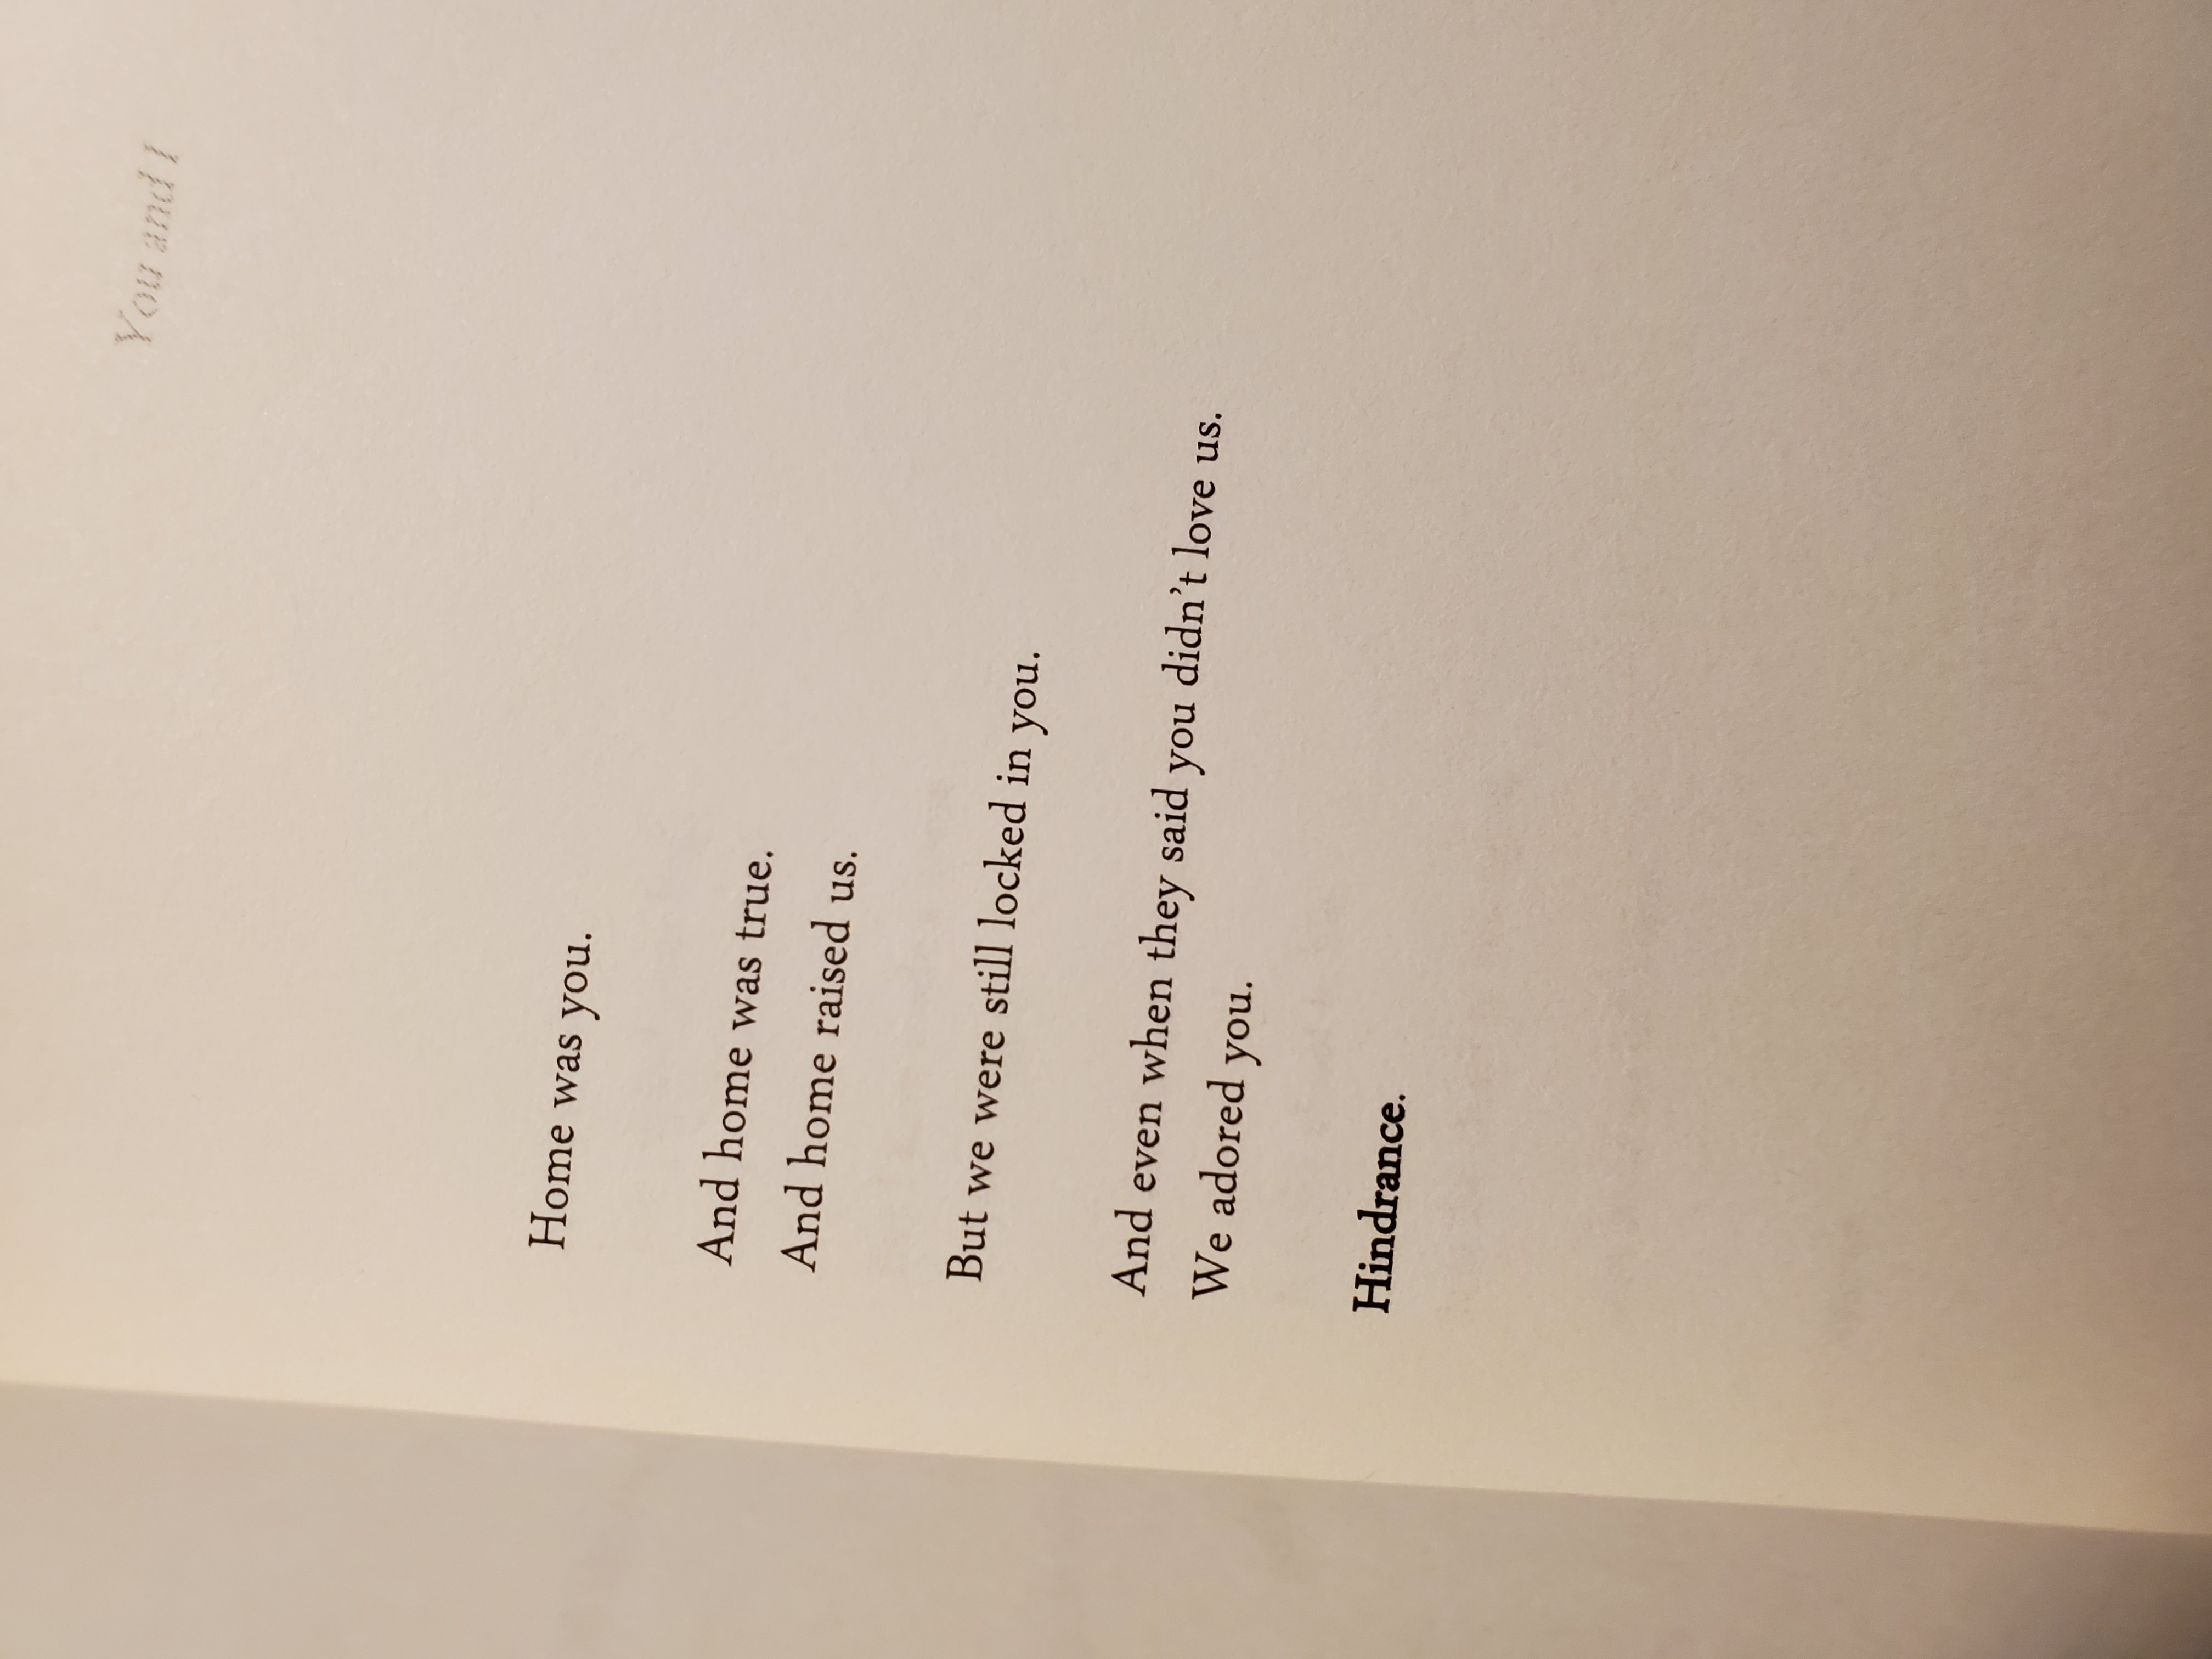 You and I
Home was you.
And home was true.
And home raised us.
But we were still locked in you.
And even when they said you didn't love us.
We adored you.
Hindrance.